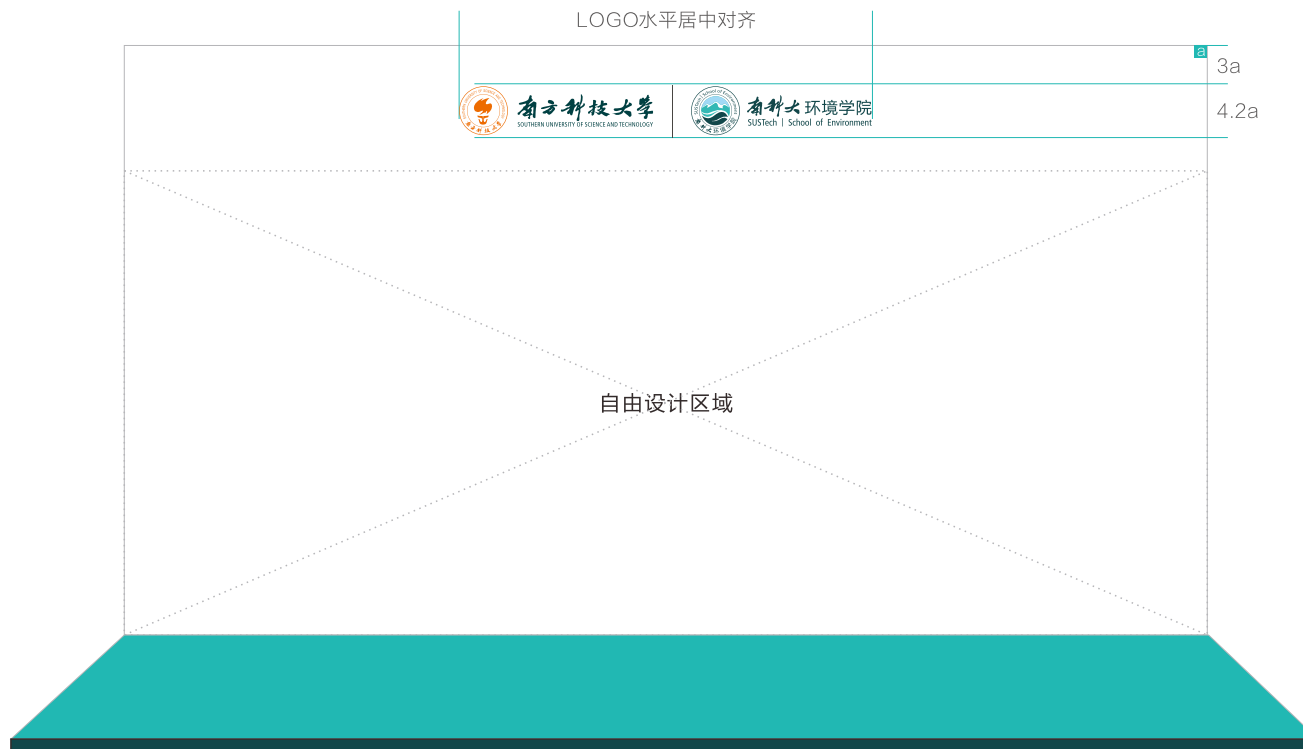 LOGO水平居中对齐
a
3a
南方科技大学
SOUTHERN UNIVERSITY OF SCIENCE AND TECHNOLOGY
南科大环境学院
SUSTech | School of Environment
4.2a
自由设计区域